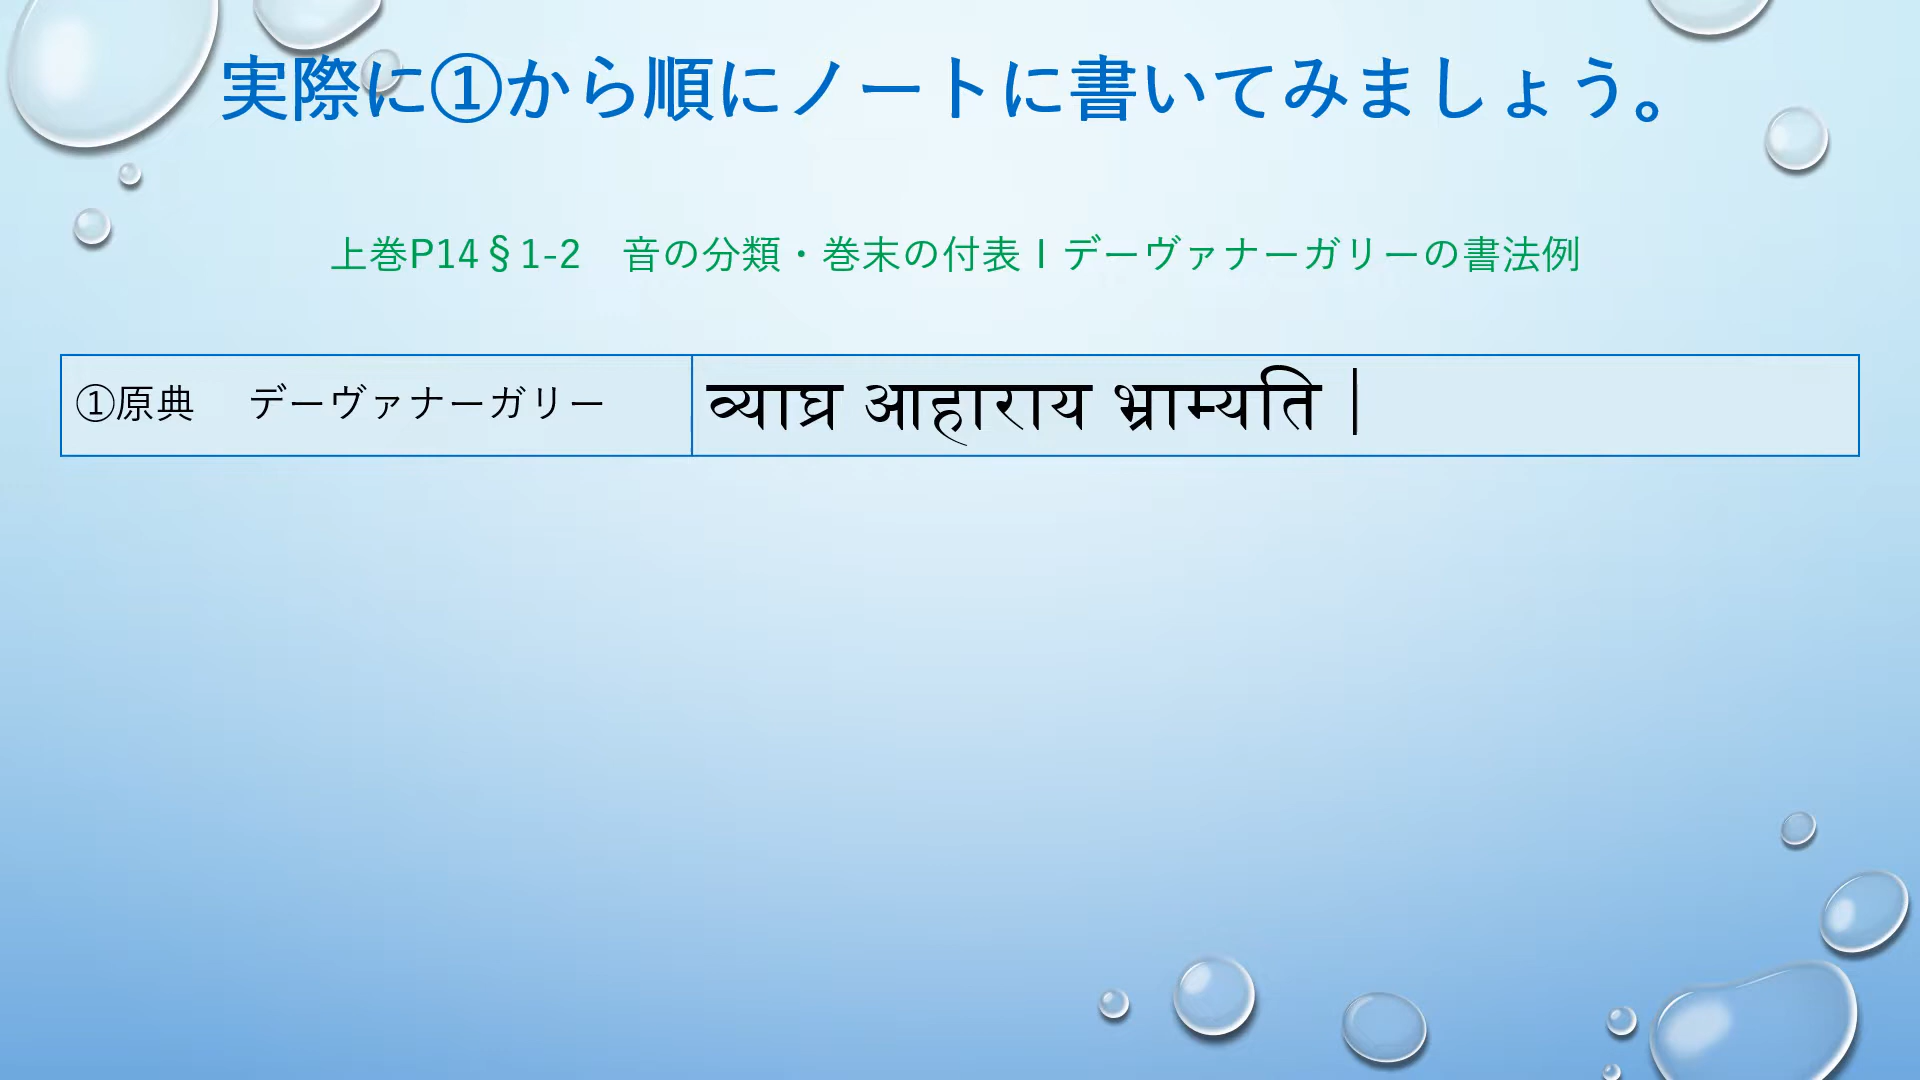 実際に①から順にノートに書いてみましょう。
上巻P14§1-2　音の分類・巻末の付表Ⅰデーヴァナーガリーの書法例
①原典　デーヴァナーガリー
व्याघ्र आहाराय भ्राम्यति |